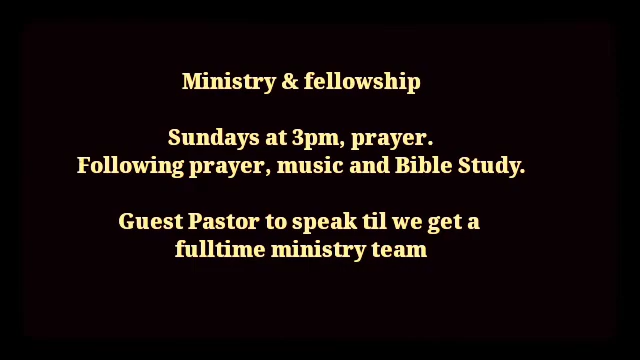 Ministry & fellowship
Sundays at 3pm, prayer.
Following prayer, music and Bible Study.
Guest Pastor to speak til we get a
fulltime ministry team